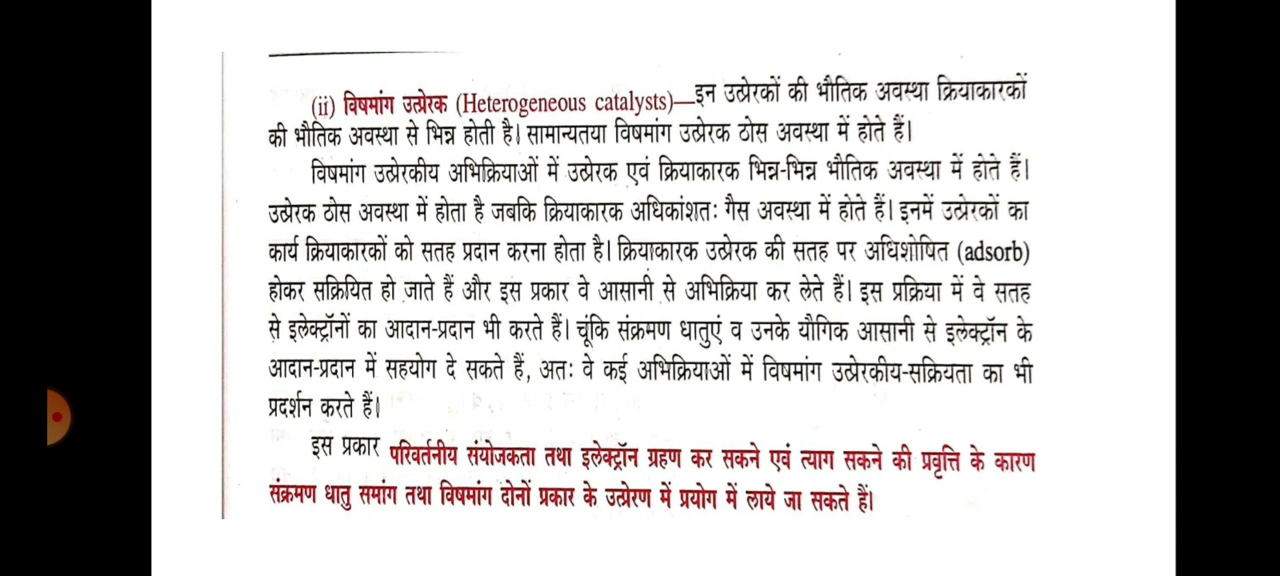 (ii) विषमांग उत्प्रेरक (Heterogeneous catalysts)—इन उत्प्रेरकों की भौतिक अवस्था क्रियाकारकों
की भौतिक अवस्था से भिन्न होती है। सामान्यतया विषमांग उत्प्रेरक ठोस अवस्था में होते हैं।
विषमांग उत्प्रेरकीय अभिक्रियाओं में उत्प्रेरक एवं क्रियाकारक भिन्न-भिन्न भौतिक अवस्था में होते हैं।
उत्प्रेरक ठोस अवस्था में होता है जबकि क्रियाकारक अधिकांशतः गैस अवस्था में होते हैं। इनमें उत्प्रेरकों का
कार्य क्रियाकारकों को सतह प्रदान करना होता है। क्रियाकारक उत्प्रेरक की सतह पर अधिशोषित (adsorb)
होकर सक्रियित हो जाते हैं और इस प्रकार वे आसानी से अभिक्रिया कर लेते हैं। इस प्रक्रिया में वे सतह
से इलेक्ट्रॉनों का आदान-प्रदान भी करते हैं। चूंकि संक्रमण धातुएं व उनके यौगिक आसानी से इलेक्ट्रॉन के
आदान-प्रदान में सहयोग दे सकते हैं, अतः वे कई अभिक्रियाओं में विषमांग उत्प्रेरकीय-सक्रियता का भी
प्रदर्शन करते हैं।
इस प्रकार परिवर्तनीय संयोजकता तथा इलेक्ट्रॉन ग्रहण कर सकने एवं त्याग सकने की प्रवृत्ति के कारण
संक्रमण धातु समांग तथा विषमांग दोनों प्रकार के उत्प्रेरण में प्रयोग में लाये जा सकते हैं।